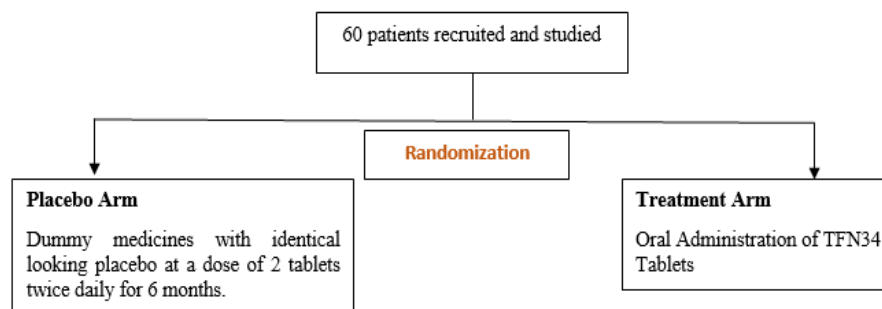 60 patients recruited and studied
Randomization
Placebo Arm
Dummy medicines with identical
looking placebo at a dose of 2 tablets
twice daily for 6 months.
Treatment Arm
Oral Administration of TFN34
Tablets